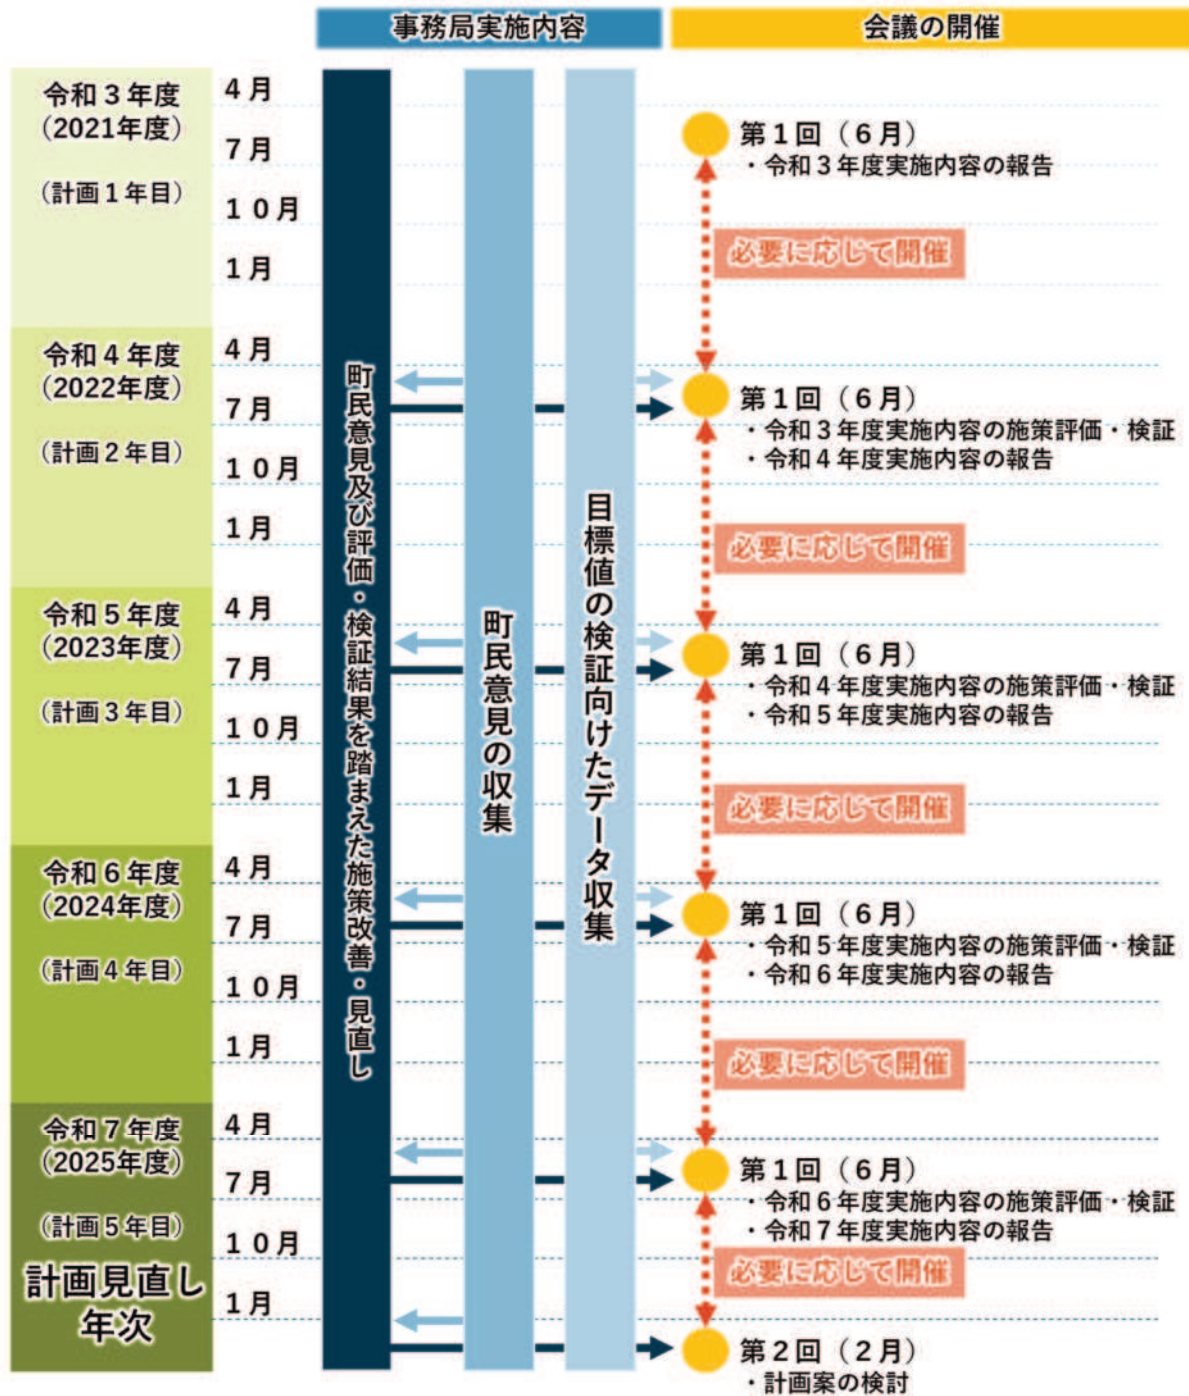 事務局実施内容
会議の開催
令和３年度
（2021年度）
（計画１年目）
４月
７月
１０月
１月
第１回（６月）
・令和３年度実施内容の報告
必要に応じて開催
令和４年度
（2022年度）
（計画２年目）
４月
７月
１０月
１月
第１回（６月）
・令和３年度実施内容の施策評価・検証
・令和４年度実施内容の報告
必要に応じて開催
町民意見及び評価・検証結果を踏まえた施策改善・見直し
町民意見の収集
目標値の検証向けたデータ収集
令和５年度
（2023年度）
（計画３年目）
４月
７月
１０月
１月
第１回（６月）
・令和４年度実施内容の施策評価・検証
・令和５年度実施内容の報告
必要に応じて開催
令和６年度
（2024年度）
（計画４年目）
４月
７月
１０月
１月
第１回（６月）
・令和５年度実施内容の施策評価・検証
・令和６年度実施内容の報告
必要に応じて開催
令和７年度
（2025年度）
（計画５年目）
計画見直し
年次
４月
７月
１０月
１月
第１回（６月）
・令和６年度実施内容の施策評価・検証
・令和７年度実施内容の報告
必要に応じて開催
第２回（２月）
・計画案の検討